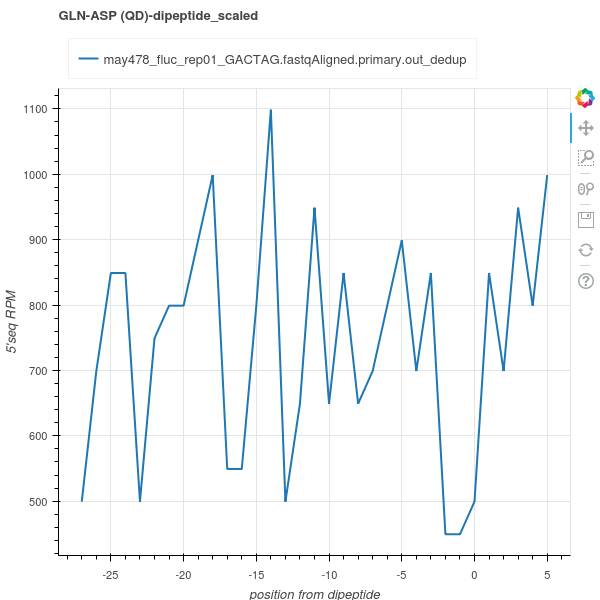 GLN-ASP (QD)-dipeptide_scaled
may478_fluc_rep01_GACTAG.fastqAligned.primary.out_dedup
1100
1000
900
800
700
600
500
5'seq RPM
-25 -20 -15 -10 -5 0 5
position from dipeptide